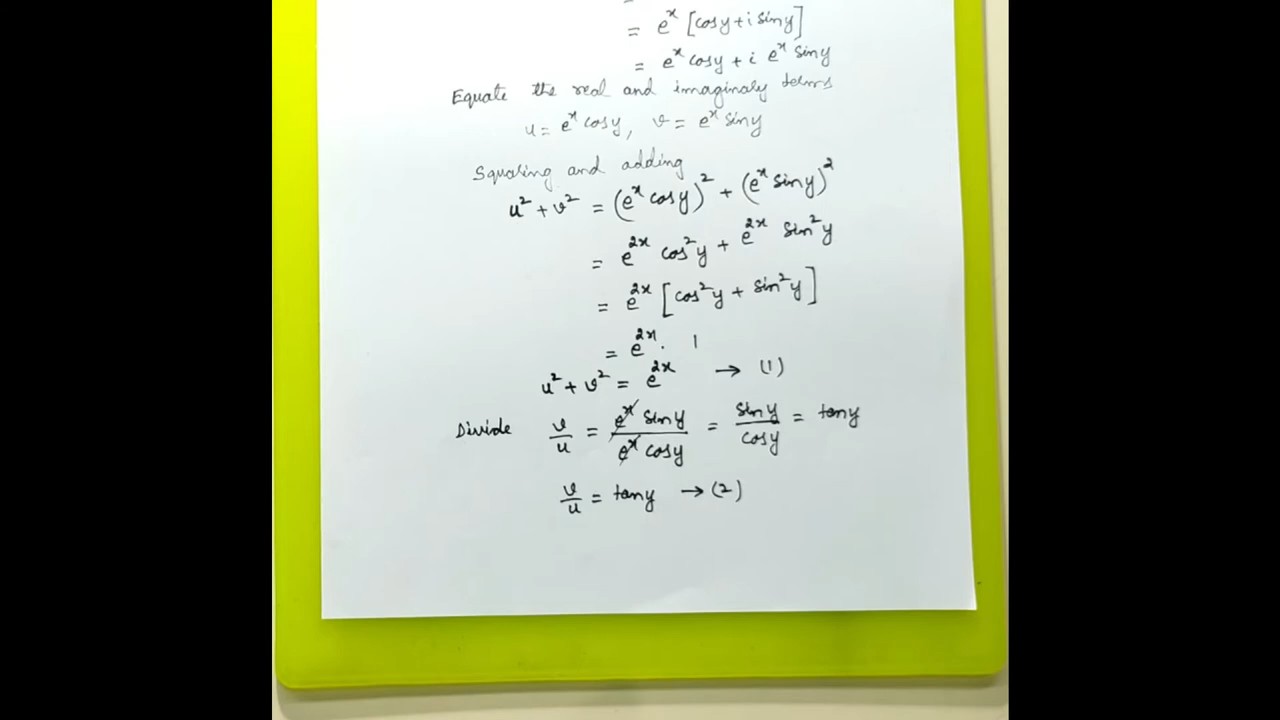 = e^x [cosy + i siny]
= e^x cosy + i e^x siny
Equate the real and imaginaly terms
u = e^x cosy, v = e^x siny
Squaring and adding
u² + v² = (e^x cosy)² + (e^x siny)²
= e^2x cos²y + e^2x sin²y
= e^2x [cos²y + sin²y]
= e^2x . 1
u² + v² = e^2x → (1)
Divide v/u = e^x siny / e^x cosy = siny / cosy = tany
v/u = tany → (2)